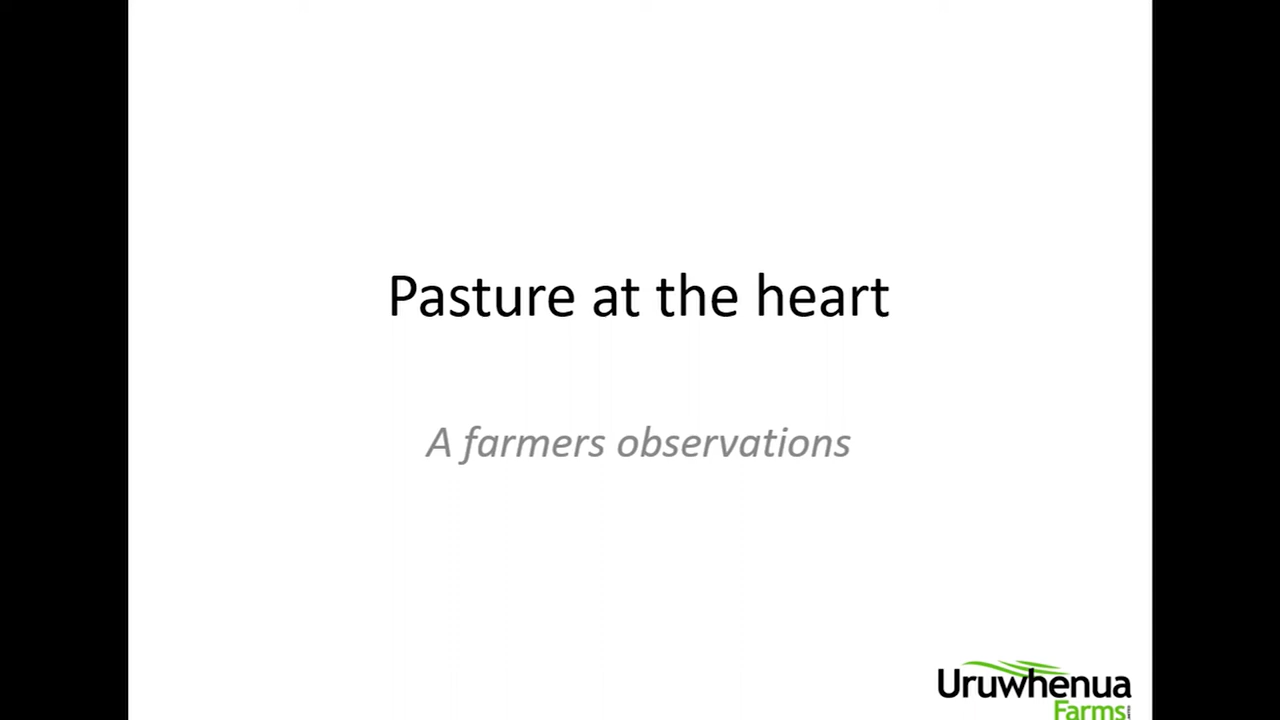 Pasture at the heart
A farmers observations
Uruwhenua
Farms